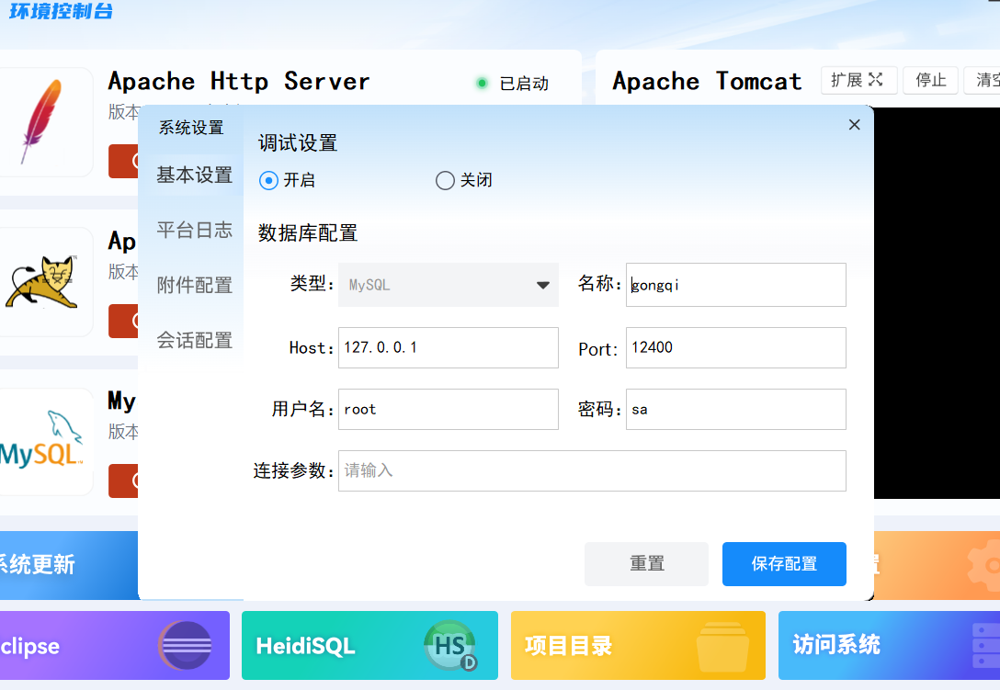 环境控制台
Apache Http Server
已启动
Apache Tomcat
扩展
停止
清空
版本
系统设置
基本设置
平台日志
附件配置
会话配置
调试设置
开启
关闭
数据库配置
类型: MySQL
名称: gongqi
Host: 127.0.0.1
Port: 12400
用户名: root
密码: sa
连接参数: 请输入
重置
保存配置
Ap
版本
My
版本
MySQL
系统更新
置
clipse
HeidiSQL
HS
D
项目目录
访问系统